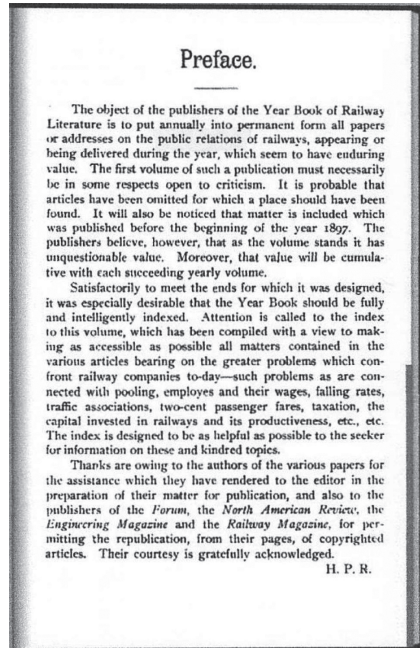 Preface.
The object of the publishers of the Year Book of Railway
Literature is to put annually into permanent form all papers
or addresses on the public relations of railways, appearing or
being delivered during the year, which seem to have enduring
value. The first volume of such a publication must necessarily
be in some respects open to criticism. It is probable that
articles have been omitted for which a place should have been
found. It will also be noticed that matter is included which
was published before the beginning of the year 1897. The
publishers believe, however, that as the volume stands it has
unquestionable value. Moreover, that value will be cumula-
tive with each succeeding yearly volume.
Satisfactorily to meet the ends for which it was designed,
it was especially desirable that the Year Book should be fully
and intelligently indexed. Attention is called to the index
to this volume, which has been compiled with a view to mak-
ing as accessible as possible all matters contained in the
various articles bearing on the greater problems which con-
front railway companies to-day—such problems as are con-
nected with pooling, employes and their wages, falling rates,
traffic associations, two-cent passenger fares, taxation, the
capital invested in railways and its productiveness, etc., etc.
The index is designed to be as helpful as possible to the seeker
for information on these and kindred topics.
Thanks are owing to the authors of the various papers for
the assistance which they have rendered to the editor in the
preparation of their matter for publication, and also to the
publishers of the Forum, the North American Review, the
Engineering Magazine and the Railway Magazine, for per-
mitting the republication, from their pages, of copyrighted
articles. Their courtesy is gratefully acknowledged.
H. P. R.